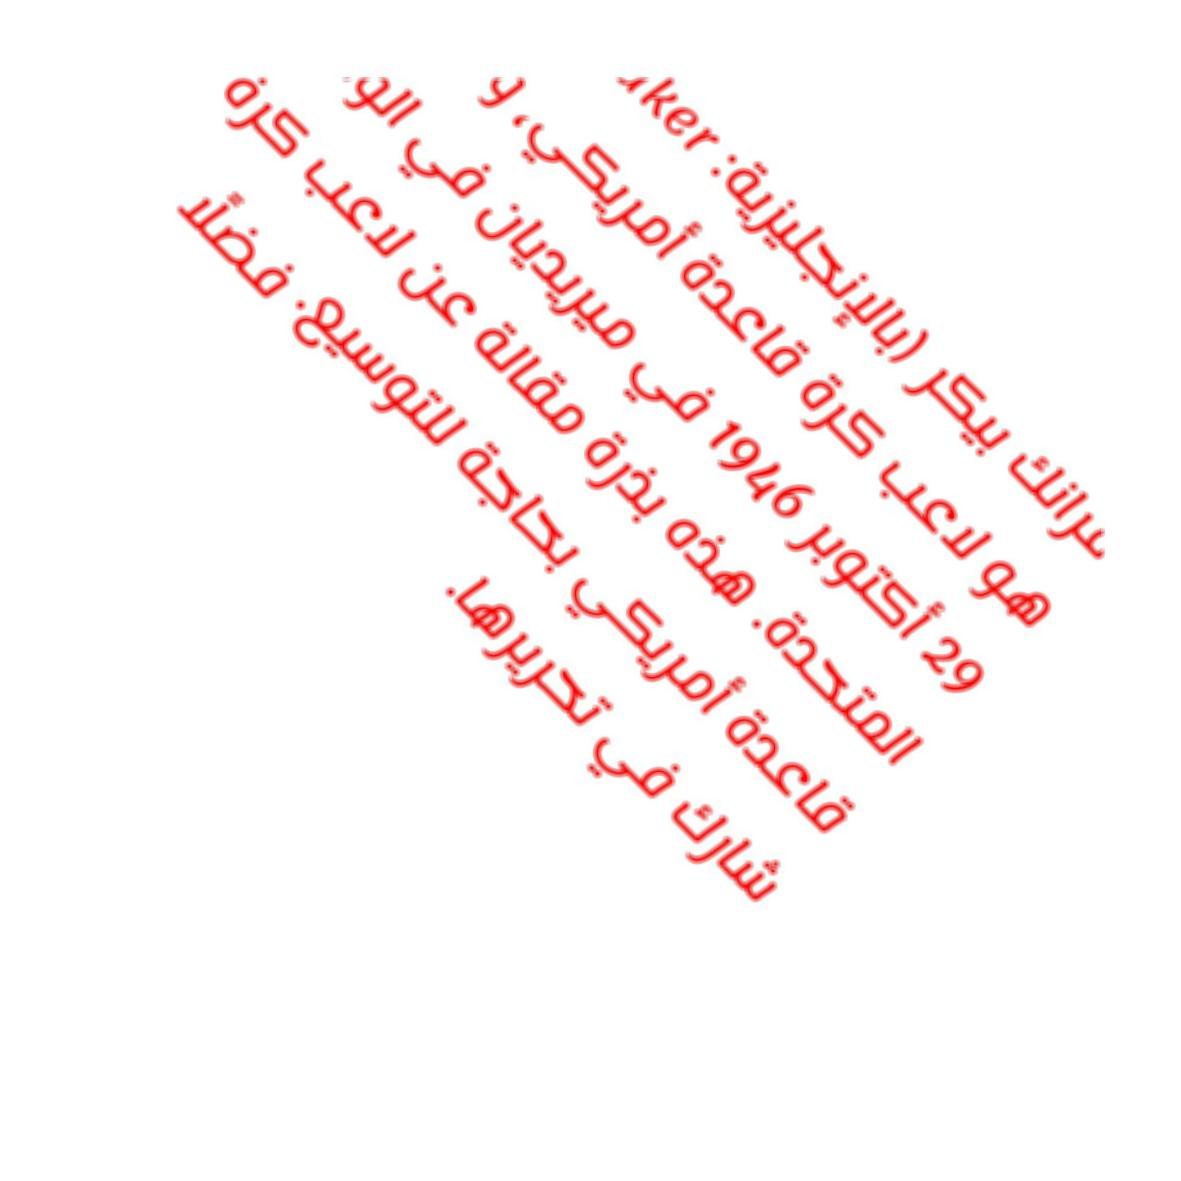 بيكر (بالإنجليزية:
هو لاعب كرة قاعدة أمريكي،
29 أكتوبر 1946 في ميريديان في
المتحدة. هذه بذرة مقالة عن لاعب كرة
قاعدة أمريكي بحاجة للتوسيع. فضلًا
شارك في تحريرها.